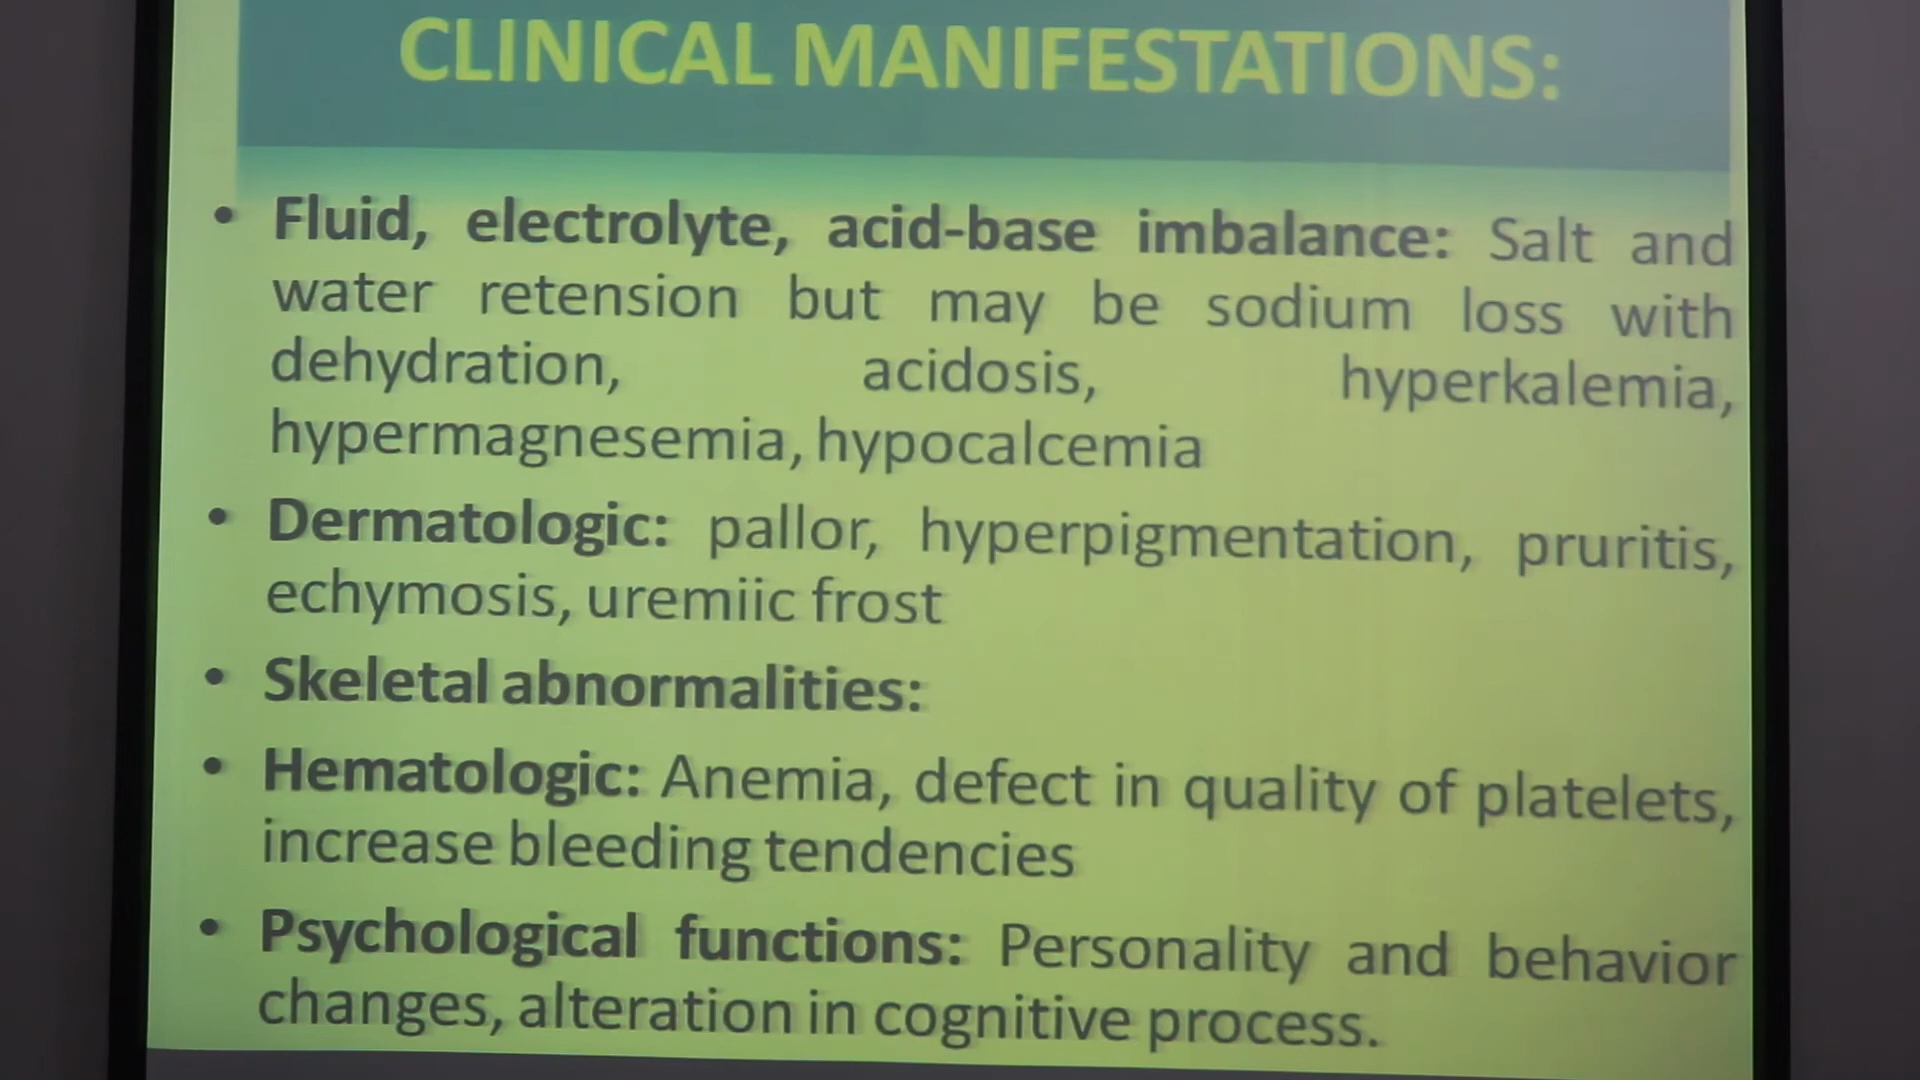 CLINICAL MANIFESTATIONS:
• Fluid, electrolyte, acid-base imbalance: Salt and
water retension but may be sodium loss with
dehydration, acidosis, hyperkalemia,
hypermagnesemia, hypocalcemia
• Dermatologic: pallor, hyperpigmentation, pruritis,
echymosis, uremiic frost
• Skeletal abnormalities:
• Hematologic: Anemia, defect in quality of platelets,
increase bleeding tendencies
• Psychological functions: Personality and behavior
changes, alteration in cognitive process.